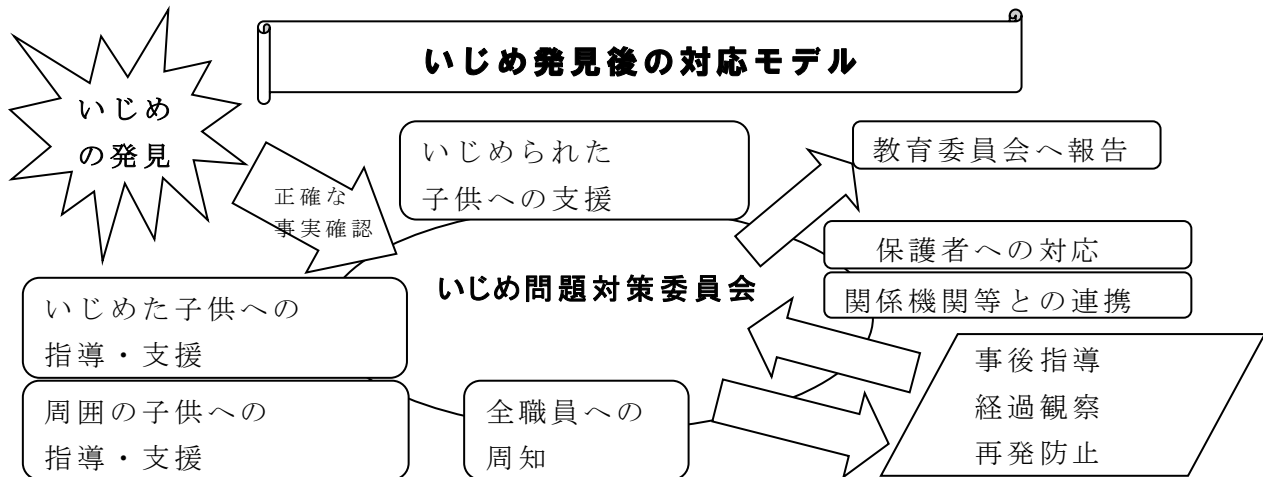 いじめ発見後の対応モデル
いじめ
の発見
正確な
事実確認
いじめられた
子供への支援
教育委員会へ報告
保護者への対応
関係機関等との連携
いじめ問題対策委員会
いじめた子供への
指導・支援
周囲の子供への
指導・支援
全職員への
周知
事後指導
経過観察
再発防止